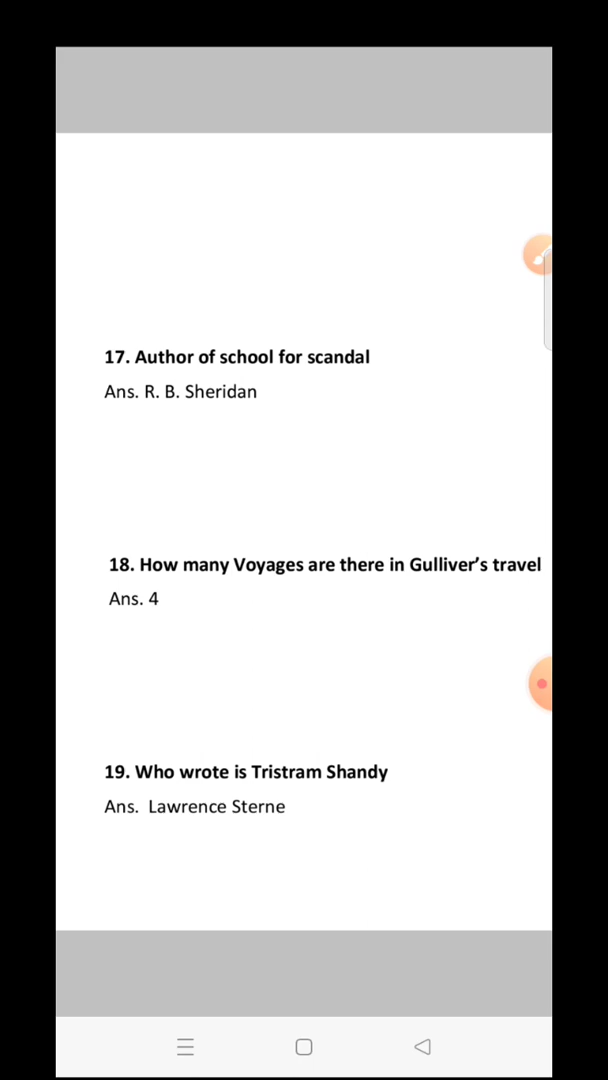 17. Author of school for scandal
Ans. R. B. Sheridan
18. How many Voyages are there in Gulliver's travel
Ans. 4
19. Who wrote is Tristram Shandy
Ans. Lawrence Sterne